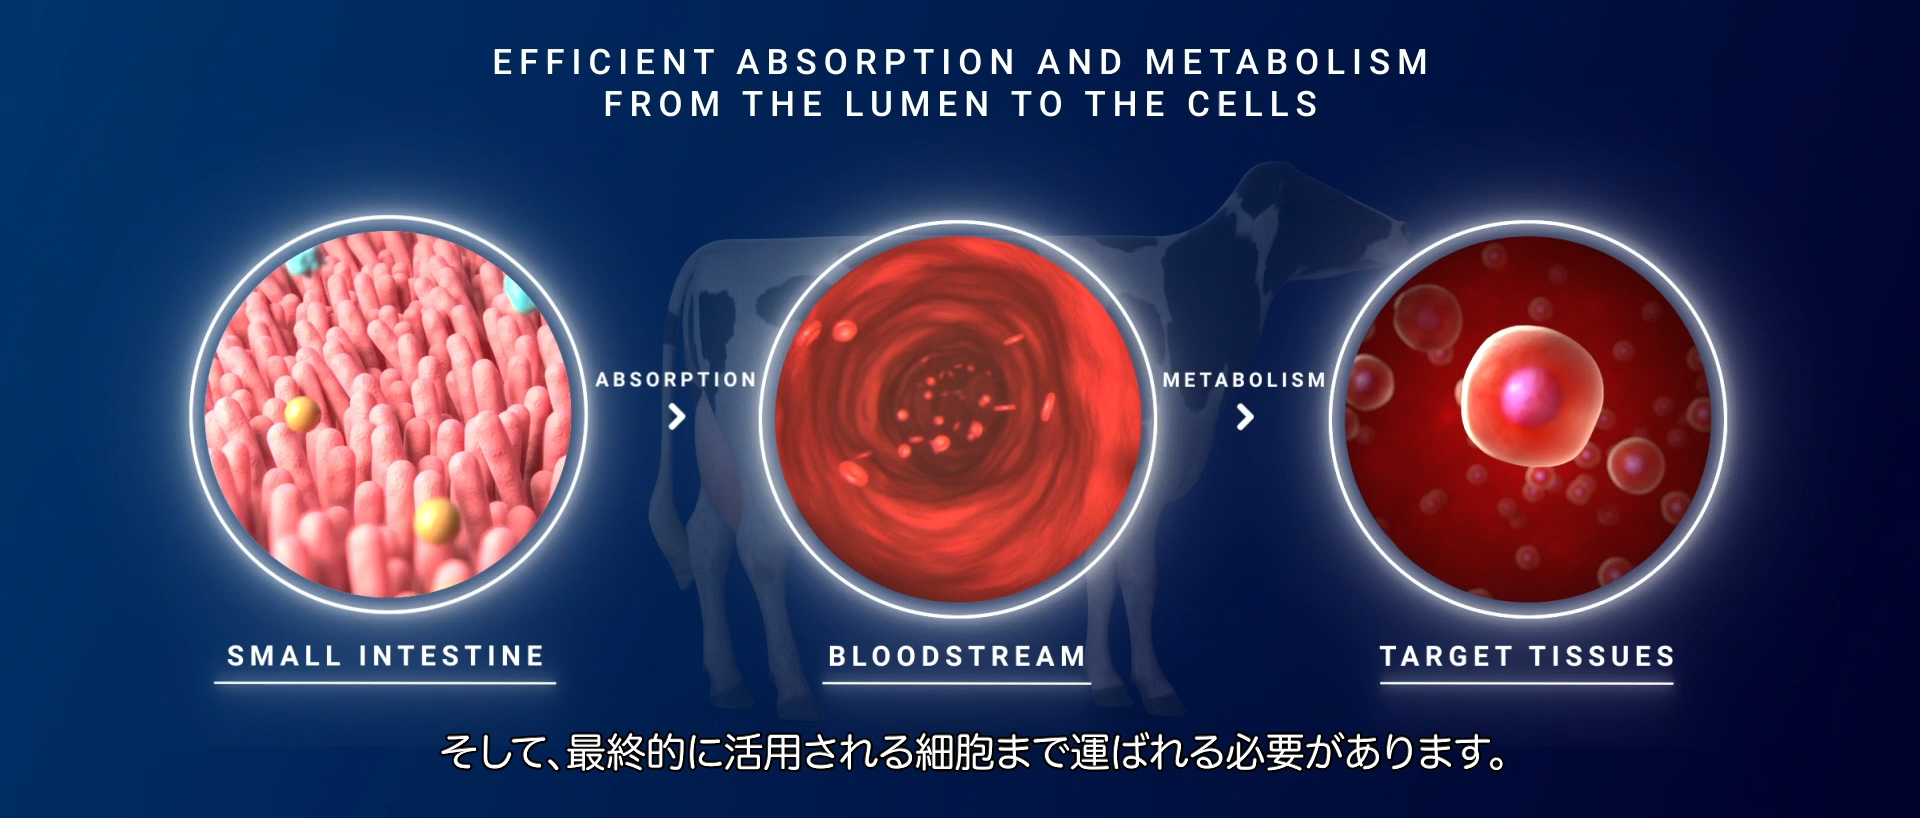 EFFICIENT ABSORPTION AND METABOLISM
FROM THE LUMEN TO THE CELLS
ABSORPTION
METABOLISM
SMALL INTESTINE
BLOODSTREAM
TARGET TISSUES
そして、最終的に活用される細胞まで運ばれる必要があります。